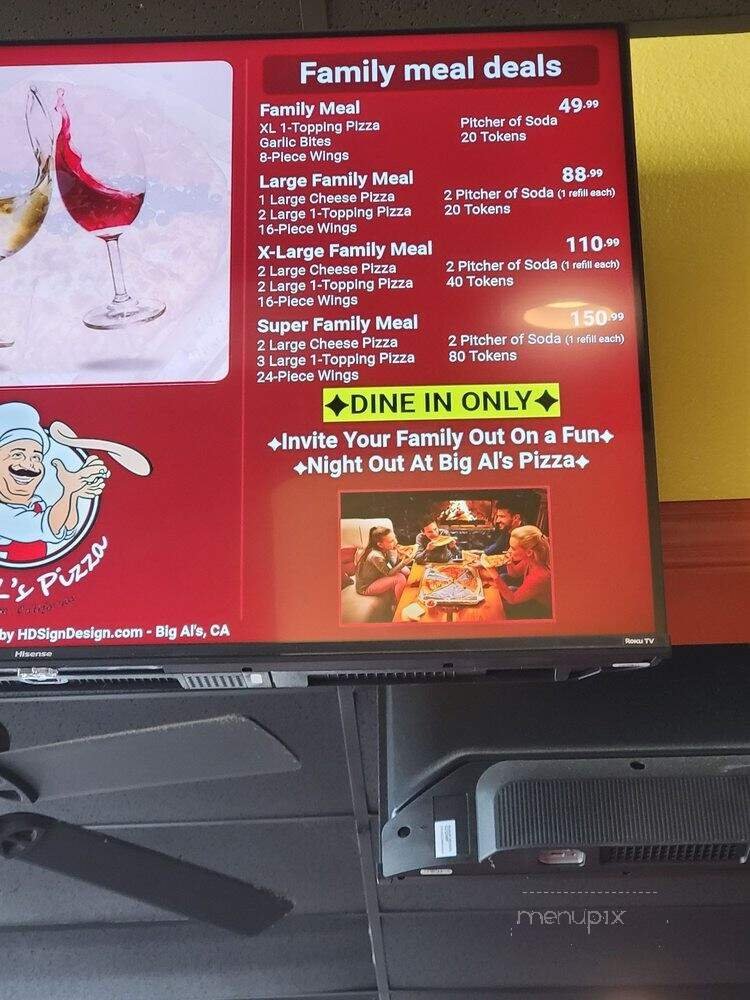 Family meal deals
Family Meal 49.99
XL 1-Topping Pizza Pitcher of Soda
Garlic Bites 20 Tokens
8-Piece Wings
Large Family Meal 88.99
1 Large Cheese Pizza 2 Pitcher of Soda (1 refill each)
2 Large 1-Topping Pizza 20 Tokens
16-Piece Wings
X-Large Family Meal 110.99
2 Large Cheese Pizza 2 Pitcher of Soda (1 refill each)
2 Large 1-Topping Pizza 40 Tokens
16-Piece Wings
Super Family Meal 150.99
2 Large Cheese Pizza 2 Pitcher of Soda (1 refill each)
3 Large 1-Topping Pizza 80 Tokens
24-Piece Wings
✦DINE IN ONLY✦
✦Invite Your Family Out On a Fun✦
✦Night Out At Big Al's Pizza✦
Pizza
by HDSignDesign.com - Big Al's, CA
Hisense
Roku TV
menupix